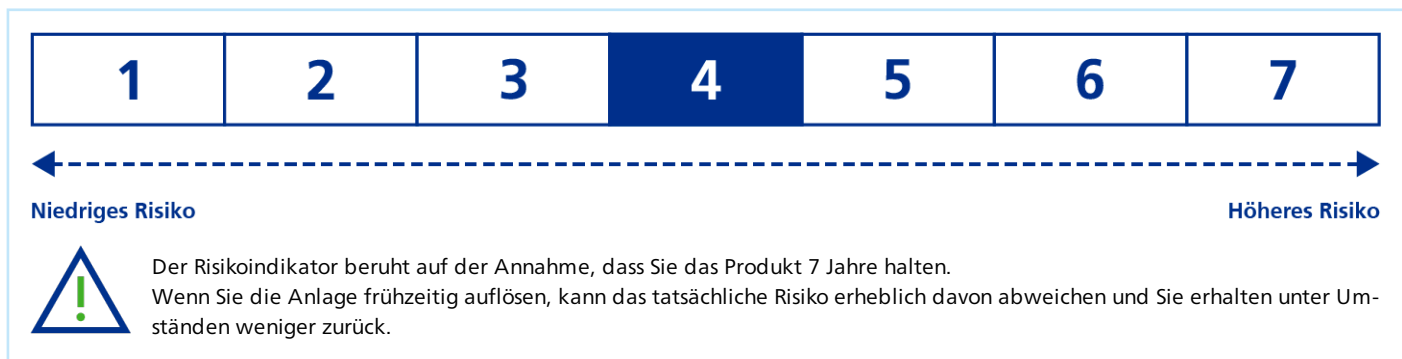 1 2 3 4 5 6 7
Niedriges Risiko Höheres Risiko
Der Risikoindikator beruht auf der Annahme, dass Sie das Produkt 7 Jahre halten.
Wenn Sie die Anlage frühzeitig auflösen, kann das tatsächliche Risiko erheblich davon abweichen und Sie erhalten unter Um-
ständen weniger zurück.